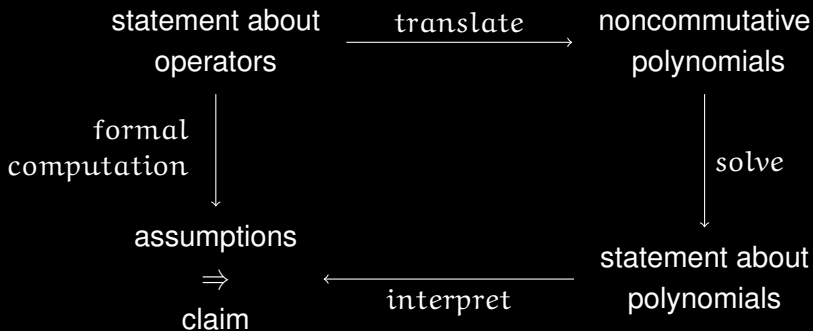 statement about
operators
translate
noncommutative
polynomials
formal
computation
solve
assumptions
⇒
claim
interpret
statement about
polynomials